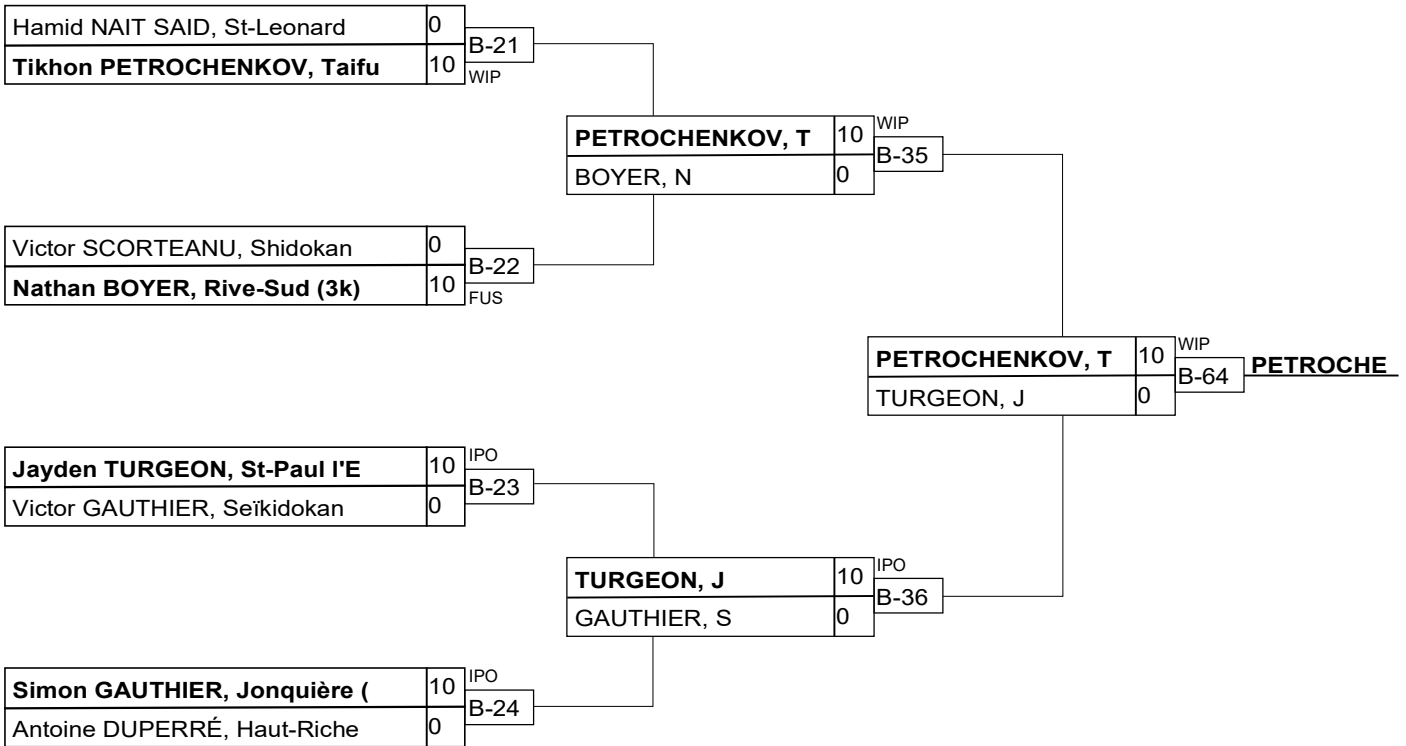 Hamid NAIT SAID, St-Leonard 0
B-21
Tikhon PETROCHENKOV, Taifu 10
WIP
PETROCHENKOV, T 10 WIP
B-35
BOYER, N 0
Victor SCORTEANU, Shidokan 0
B-22
Nathan BOYER, Rive-Sud (3k) 10
FUS
PETROCHENKOV, T 10 WIP
B-64 PETROCHE
TURGEON, J 0
Jayden TURGEON, St-Paul l'E 10 IPO
B-23
Victor GAUTHIER, Seïkidokan 0
TURGEON, J 10 IPO
B-36
GAUTHIER, S 0
Simon GAUTHIER, Jonquière ( 10 IPO
B-24
Antoine DUPERRÉ, Haut-Riche 0